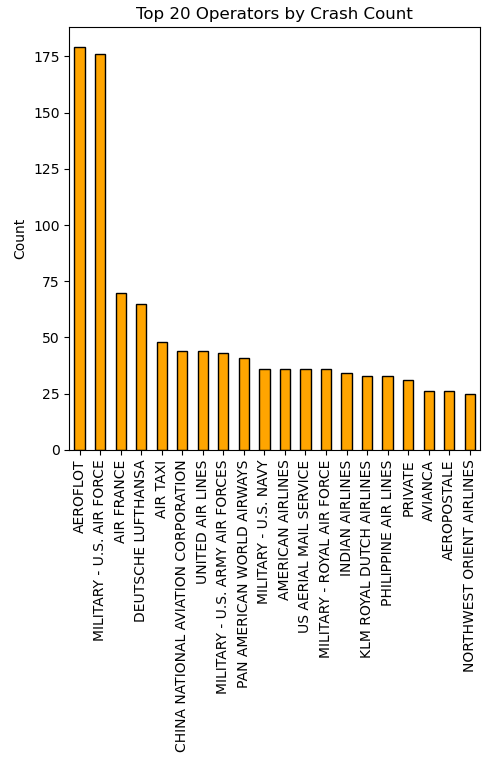 Top 20 Operators by Crash Count
Count
175
150
125
100
75
50
25
0
AEROFLOT
MILITARY - U.S. AIR FORCE
AIR FRANCE
DEUTSCHE LUFTHANSA
AIR TAXI
CHINA NATIONAL AVIATION CORPORATION
UNITED AIR LINES
MILITARY - U.S. ARMY AIR FORCES
PAN AMERICAN WORLD AIRWAYS
MILITARY - U.S. NAVY
AMERICAN AIRLINES
US AERIAL MAIL SERVICE
MILITARY - ROYAL AIR FORCE
INDIAN AIRLINES
KLM ROYAL DUTCH AIRLINES
PHILIPPINE AIR LINES
PRIVATE
AVIANCA
AEROPOSTALE
NORTHWEST ORIENT AIRLINES